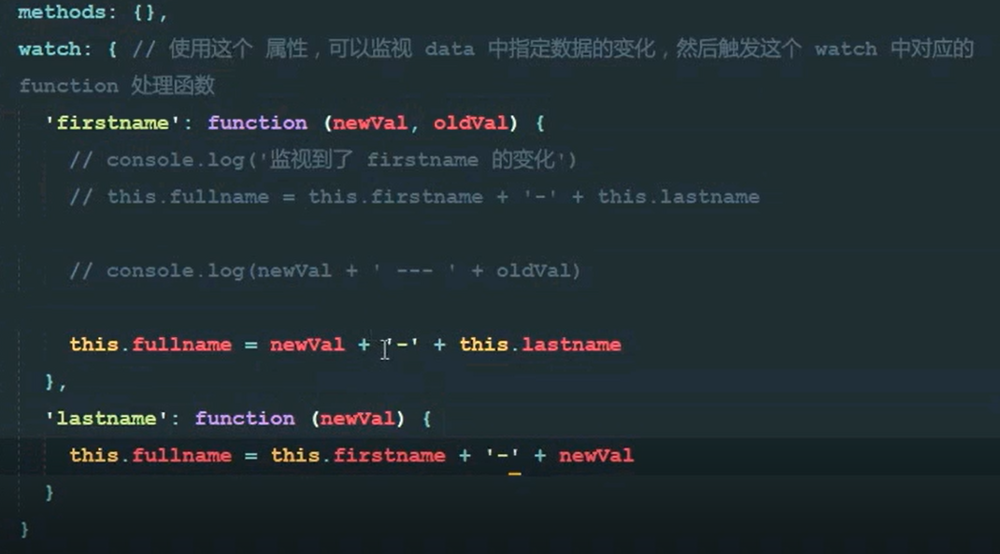 methods: {},
watch: { // 使用这个 属性，可以监视 data 中指定数据的变化，然后触发这个 watch 中对应的
function 处理函数
'firstname': function (newVal, oldVal) {
// console.log('监视到了 firstname 的变化')
// this.fullname = this.firstname + '-' + this.lastname
// console.log(newVal + ' --- ' + oldVal)
this.fullname = newVal + '-' + this.lastname
},
'lastname': function (newVal) {
this.fullname = this.firstname + '-' + newVal
}
}